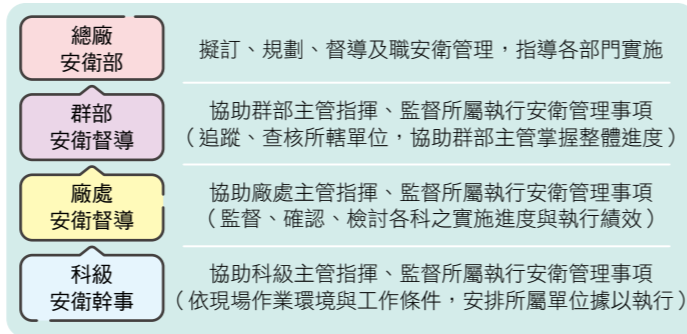 總廠
安衛部
擬訂、規劃、督導及職安衛管理，指導各部門實施
群部
安衛督導
協助群部主管指揮、監督所屬執行安衛管理事項
（追蹤、查核所轄單位，協助群部主管掌握整體進度）
廠處
安衛督導
協助廠處主管指揮、監督所屬執行安衛管理事項
（監督、確認、檢討各科之實施進度與執行績效）
科級
安衛幹事
協助科級主管指揮、監督所屬執行安衛管理事項
（依現場作業環境與工作條件，安排所屬單位據以執行）